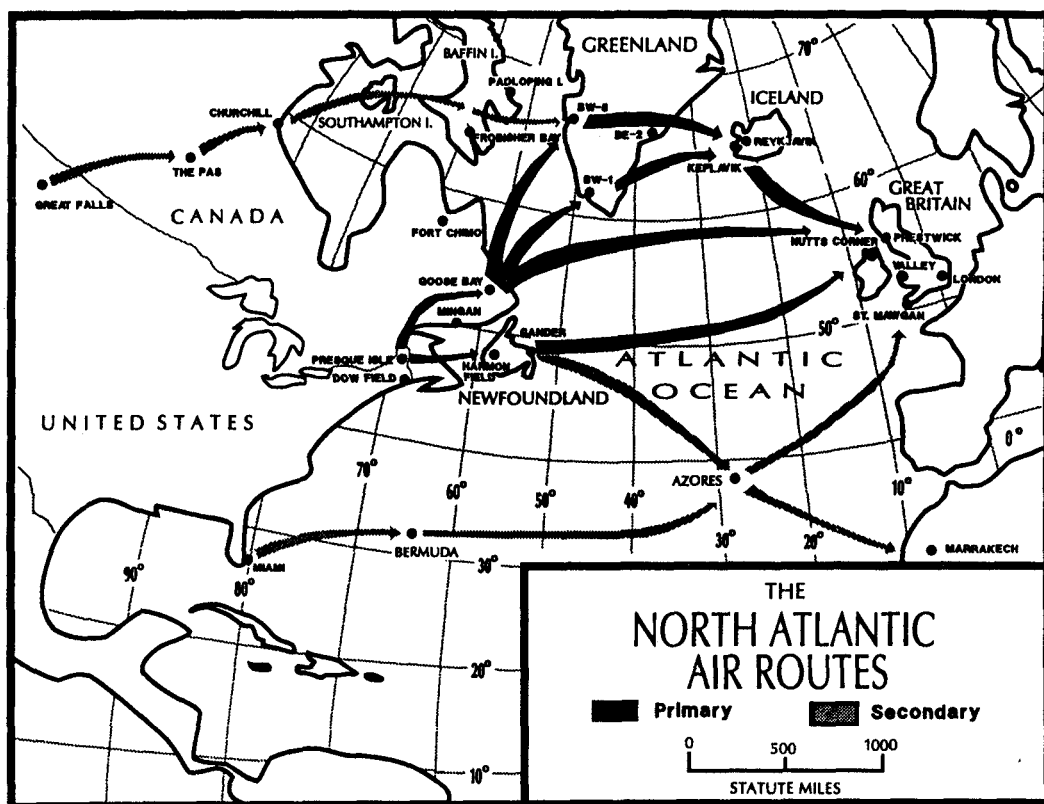 GREENLAND
70°
BAFFIN I.
PADLOPING I.
CHURCHILL
SOUTHAMPTON I.
BW-8
ICELAND
FROBISHER BAY
BE-2
REYKJAVIK
THE PAS
KEFLAVIK
BW-1
60°
GREAT FALLS
GREAT
BRITAIN
CANADA
FORT CHIMO
NUTTS CORNER
PRESTWICK
GOOSE BAY
VALLEY
LONDON
MINGAN
ST. MAWGAN
GANDER
50°
PRESQUE ISLE
HARMON
FIELD
ATLANTIC
OCEAN
DOW FIELD
NEWFOUNDLAND
UNITED STATES
0°
70°
60°
50°
40°
AZORES
30°
20°
10°
BERMUDA
MARRAKECH
MIAMI
30°
90°
80°
20°
10°
THE
NORTH ATLANTIC
AIR ROUTES
Primary
Secondary
0 500 1000
STATUTE MILES